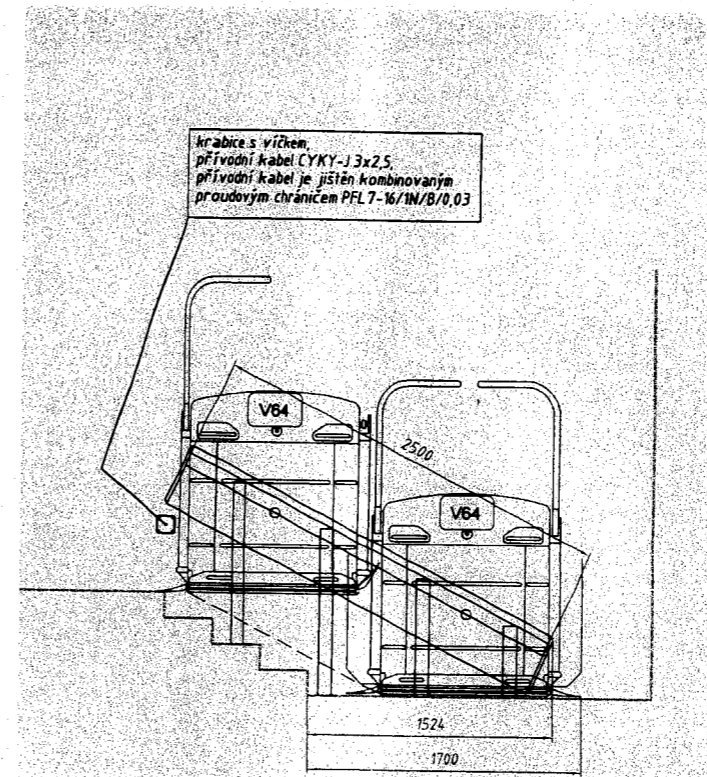 krabice s víčkem,
přívodní kabel CYKY-J 3x2,5,
přívodní kabel je jištěn kombinovaným
proudovým chráničem PFL7-16/1N/B/0,03
V64
2500
V64
1524
1700